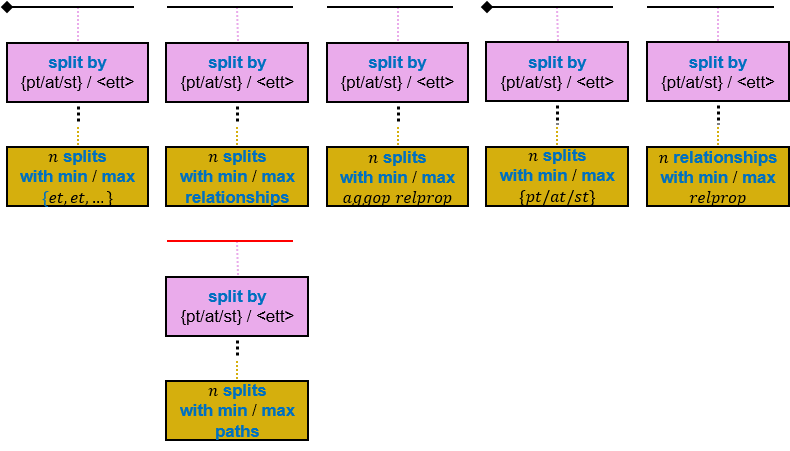 split by
{pt/at/st} / <ett>
split by
{pt/at/st} / <ett>
split by
{pt/at/st} / <ett>
split by
{pt/at/st} / <ett>
split by
{pt/at/st} / <ett>
n splits
with min / max
{et, et, …}
n splits
with min / max
relationships
n splits
with min / max
aggop relprop
n splits
with min / max
{pt/at/st}
n relationships
with min / max
relprop
split by
{pt/at/st} / <ett>
n splits
with min / max
paths